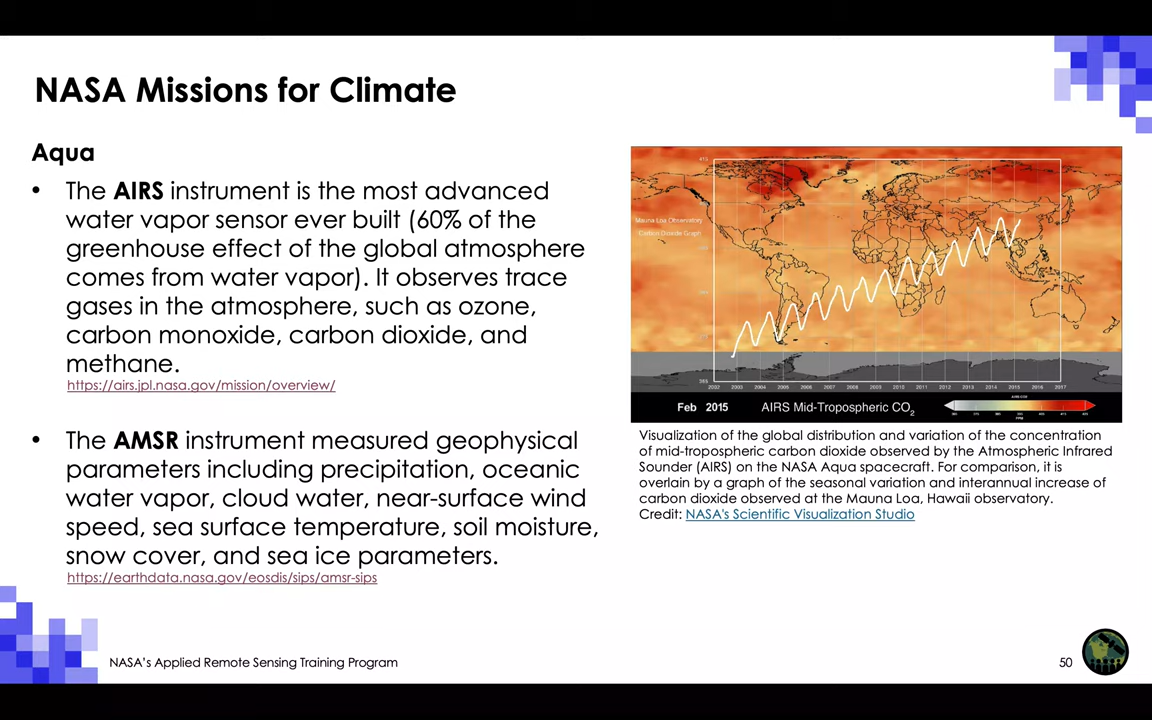 NASA Missions for Climate
Aqua
• The AIRS instrument is the most advanced
water vapor sensor ever built (60% of the
greenhouse effect of the global atmosphere
comes from water vapor). It observes trace
gases in the atmosphere, such as ozone,
carbon monoxide, carbon dioxide, and
methane.
https://airs.jpl.nasa.gov/mission/overview/
• The AMSR instrument measured geophysical
parameters including precipitation, oceanic
water vapor, cloud water, near-surface wind
speed, sea surface temperature, soil moisture,
snow cover, and sea ice parameters.
https://earthdata.nasa.gov/eosdis/sips/amsr-sips
Mauna Loa Observatory
Carbon Dioxide Graph
2002 2003 2004 2005 2006 2007 2008 2009 2010 2011 2012 2013 2014 2015 2016 2017
Feb 2015 AIRS Mid-Tropospheric CO2
Visualization of the global distribution and variation of the concentration
of mid-tropospheric carbon dioxide observed by the Atmospheric Infrared
Sounder (AIRS) on the NASA Aqua spacecraft. For comparison, it is
overlain by a graph of the seasonal variation and interannual increase of
carbon dioxide observed at the Mauna Loa, Hawaii observatory.
Credit: NASA's Scientific Visualization Studio
NASA's Applied Remote Sensing Training Program
50